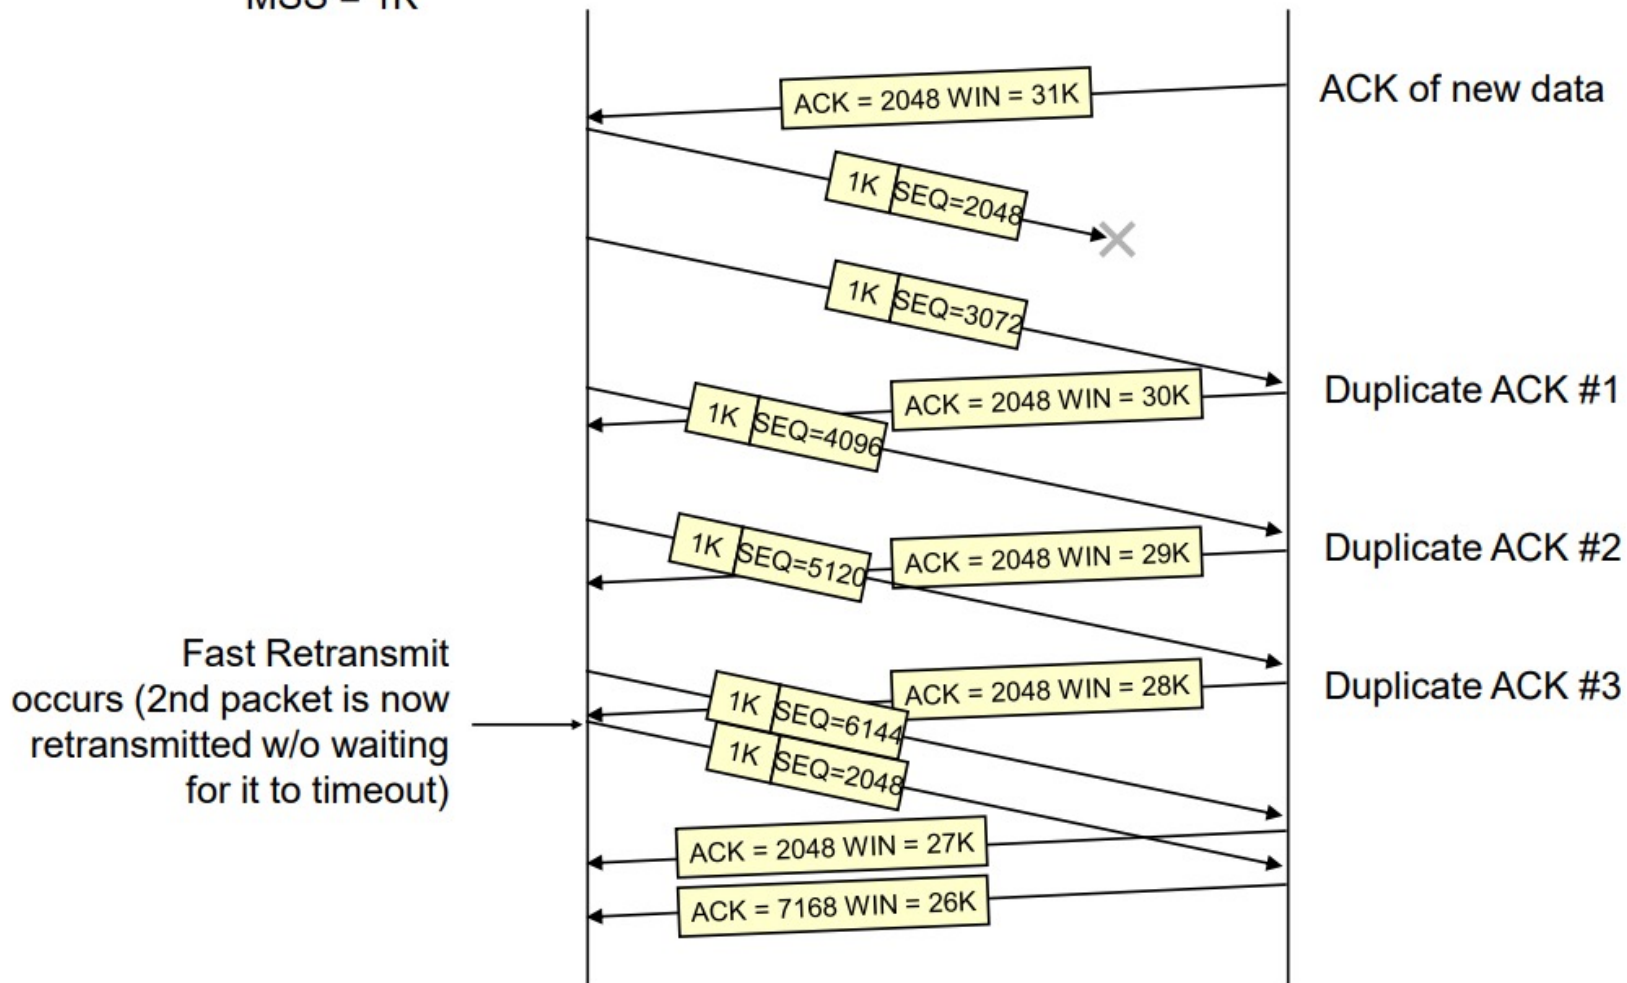 MSS = 1K
ACK = 2048 WIN = 31K
ACK of new data
1K SEQ=2048
1K SEQ=3072
ACK = 2048 WIN = 30K
Duplicate ACK #1
1K SEQ=4096
ACK = 2048 WIN = 29K
Duplicate ACK #2
1K SEQ=5120
Fast Retransmit
occurs (2nd packet is now
retransmitted w/o waiting
for it to timeout)
ACK = 2048 WIN = 28K
Duplicate ACK #3
1K SEQ=6144
1K SEQ=2048
ACK = 2048 WIN = 27K
ACK = 7168 WIN = 26K